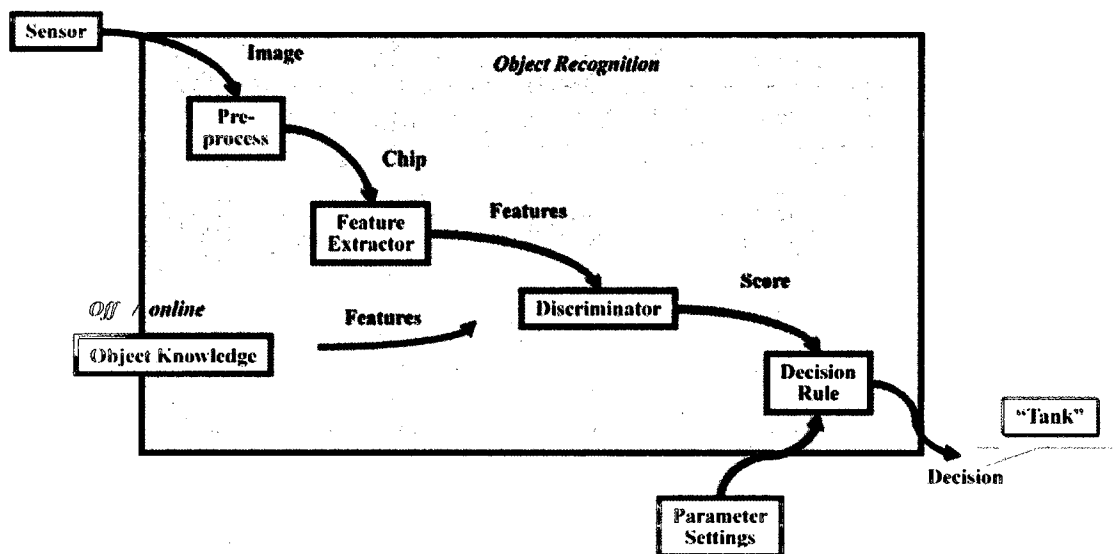 Sensor
Image
Object Recognition
Pre-
process
Chip
Feature
Extractor
Features
Discriminator
Score
Off / online
Features
Object Knowledge
Decision
Rule
"Tank"
Decision
Parameter
Settings